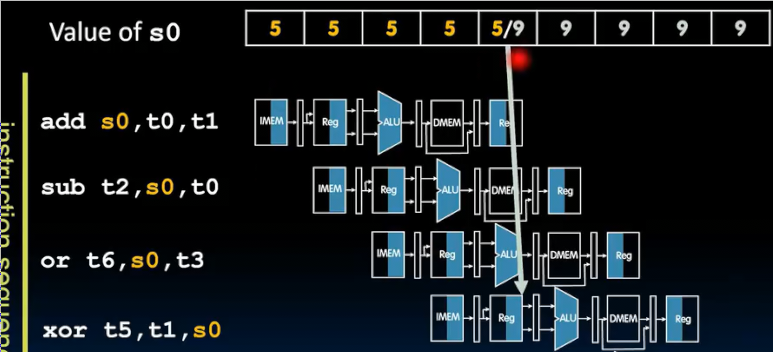 Value of s0 5 5 5 5 5/9 9 9 9 9
add s0,t0,t1 IMEM Reg ALU DMEM Re
sub t2,s0,t0 IMEM Reg ALU DMEM Reg
or t6,s0,t3 IMEM Reg ALU DMEM Reg
xor t5,t1,s0 IMEM Reg ALU DMEM Reg